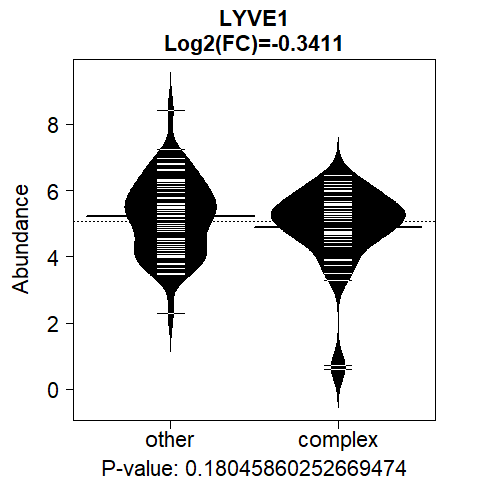 LYVE1
Log2(FC)=-0.3411
Abundance
8
6
4
2
0
other complex
P-value: 0.18045860252669474